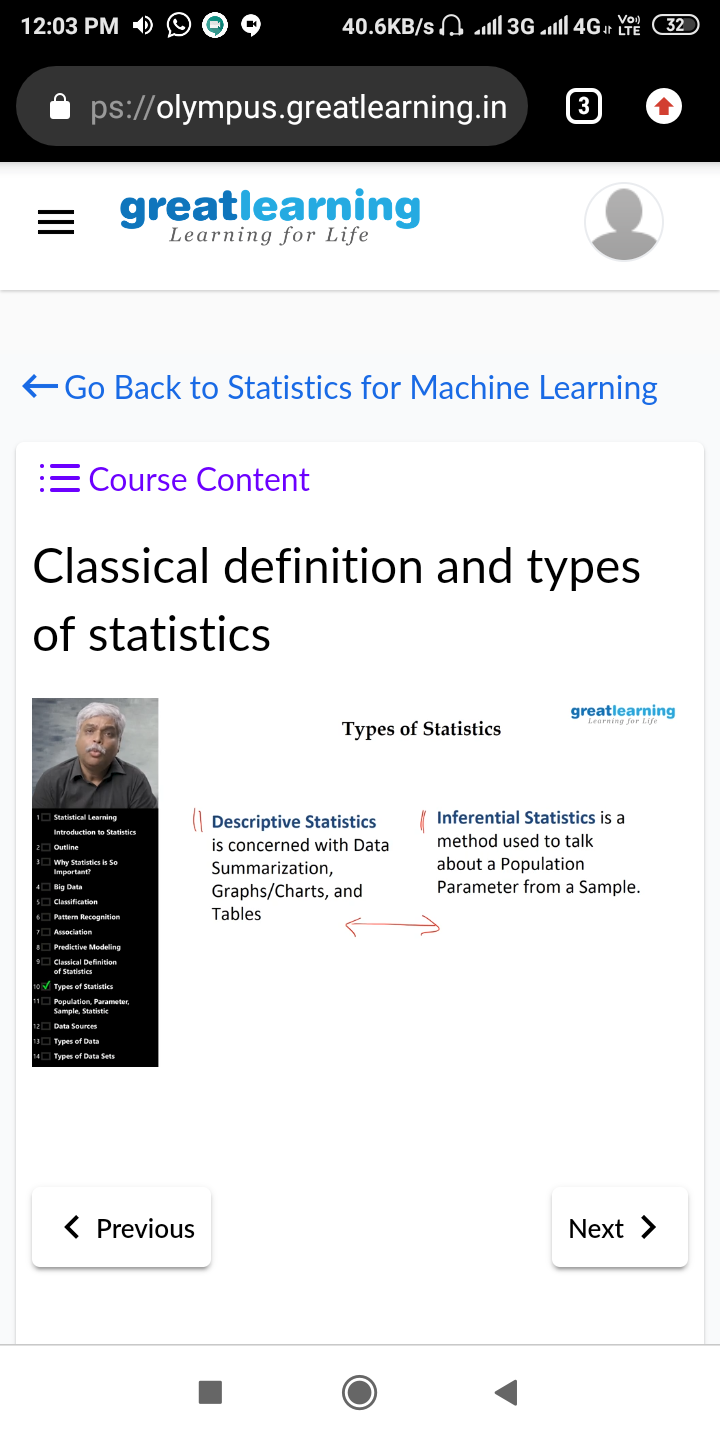 12:03 PM 40.6KB/s 3G 4G Vo) LTE 32
ps://olympus.greatlearning.in 3
greatlearning
Learning for Life
Go Back to Statistics for Machine Learning
Course Content
Classical definition and types
of statistics
greatlearning
Learning for Life
Types of Statistics
Descriptive Statistics
is concerned with Data
Summarization,
Graphs/Charts, and
Tables
Inferential Statistics is a
method used to talk
about a Population
Parameter from a Sample.
1 Statistical Learning
Introduction to Statistics
2 Outline
3 Why Statistics is So
Important?
4 Big Data
5 Classification
6 Pattern Recognition
7 Association
8 Predictive Modeling
9 Classical Definition
of Statistics
10 Types of Statistics
11 Population, Parameter,
Sample, Statistic
12 Data Sources
13 Types of Data
14 Types of Data Sets
Previous
Next